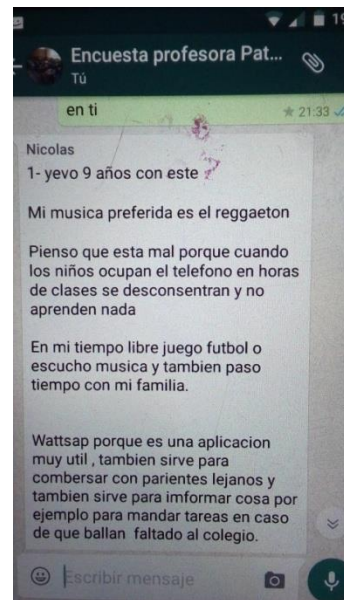 19
Encuesta profesora Pat...
Tú
en ti
21:33
Nicolas
1- yevo 9 años con este
Mi musica preferida es el reggaeton
Pienso que esta mal porque cuando
los niños ocupan el telefono en horas
de clases se desconsentran y no
aprenden nada
En mi tiempo libre juego futbol o
escucho musica y tambien paso
tiempo con mi familia.
Wattsap porque es una aplicacion
muy util , tambien sirve para
combersar con parientes lejanos y
tambien sirve para imformar cosa por
ejemplo para mandar tareas en caso
de que ballan faltado al colegio.
Escribir mensaje